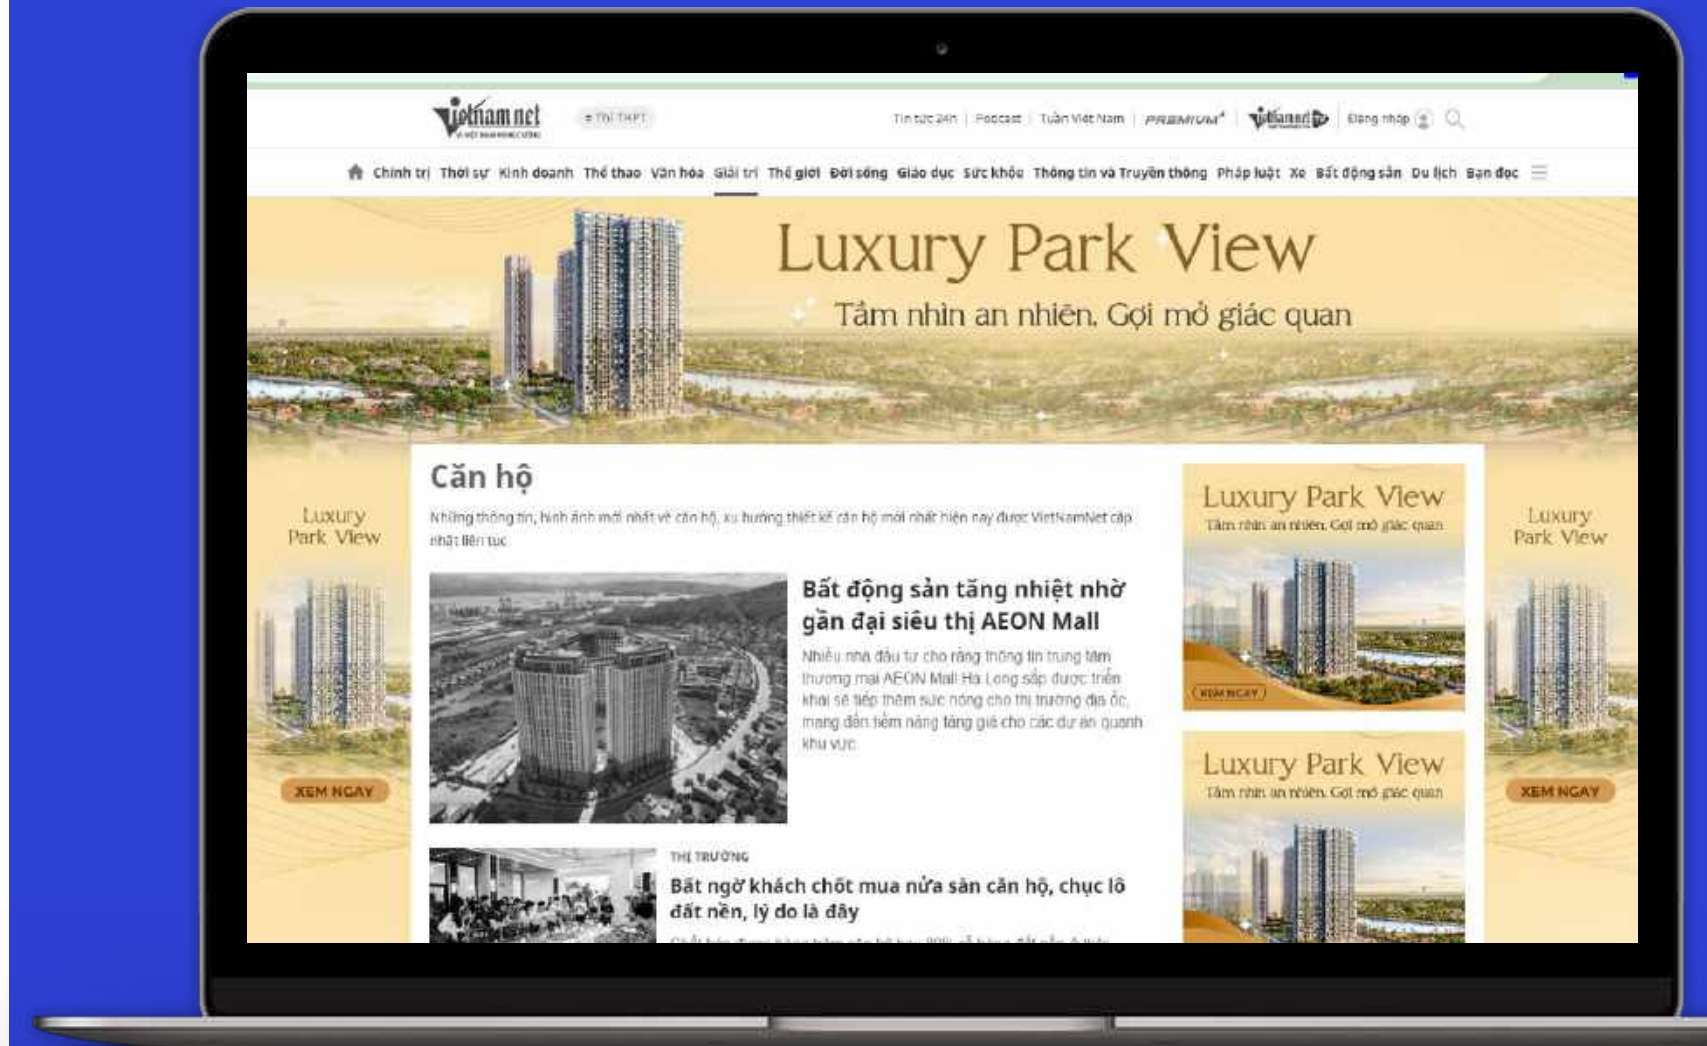 Vietnamnet
VÌ VIỆT NAM HÙNG CƯỜNG
# Thi THPT
Tin tức 24h | Podcast | Tuần Việt Nam | PREMIUM | Vietnamnet | Đăng nhập
Chính trị Thời sự Kinh doanh Thể thao Văn hóa Giải trí Thế giới Đời sống Giáo dục Sức khỏe Thông tin và Truyền thông Pháp luật Xe Bất động sản Du lịch Bạn đọc
Luxury Park View
Tầm nhìn an nhiên, Gợi mở giác quan
Luxury
Park View
XEM NGAY
Căn hộ
Những thông tin, hình ảnh mới nhất về căn hộ, xu hướng thiết kế căn hộ mới nhất hiện nay được VietNamNet cập
nhật liên tục
Bất động sản tăng nhiệt nhờ
gần đại siêu thị AEON Mall
Nhiều nhà đầu tư cho rằng thông tin trung tâm
thương mại AEON Mall Hạ Long sắp được triển
khai sẽ tiếp thêm sức nóng cho thị trường địa ốc,
mang đến tiềm năng tăng giá cho các dự án quanh
khu vực.
THỊ TRƯỜNG
Bất ngờ khách chốt mua nửa sàn căn hộ, chục lô
đất nền, lý do là đây
Luxury Park View
Tầm nhìn an nhiên, Gợi mở giác quan
XEM NGAY
Luxury Park View
Tầm nhìn an nhiên, Gợi mở giác quan
Luxury
Park View
XEM NGAY